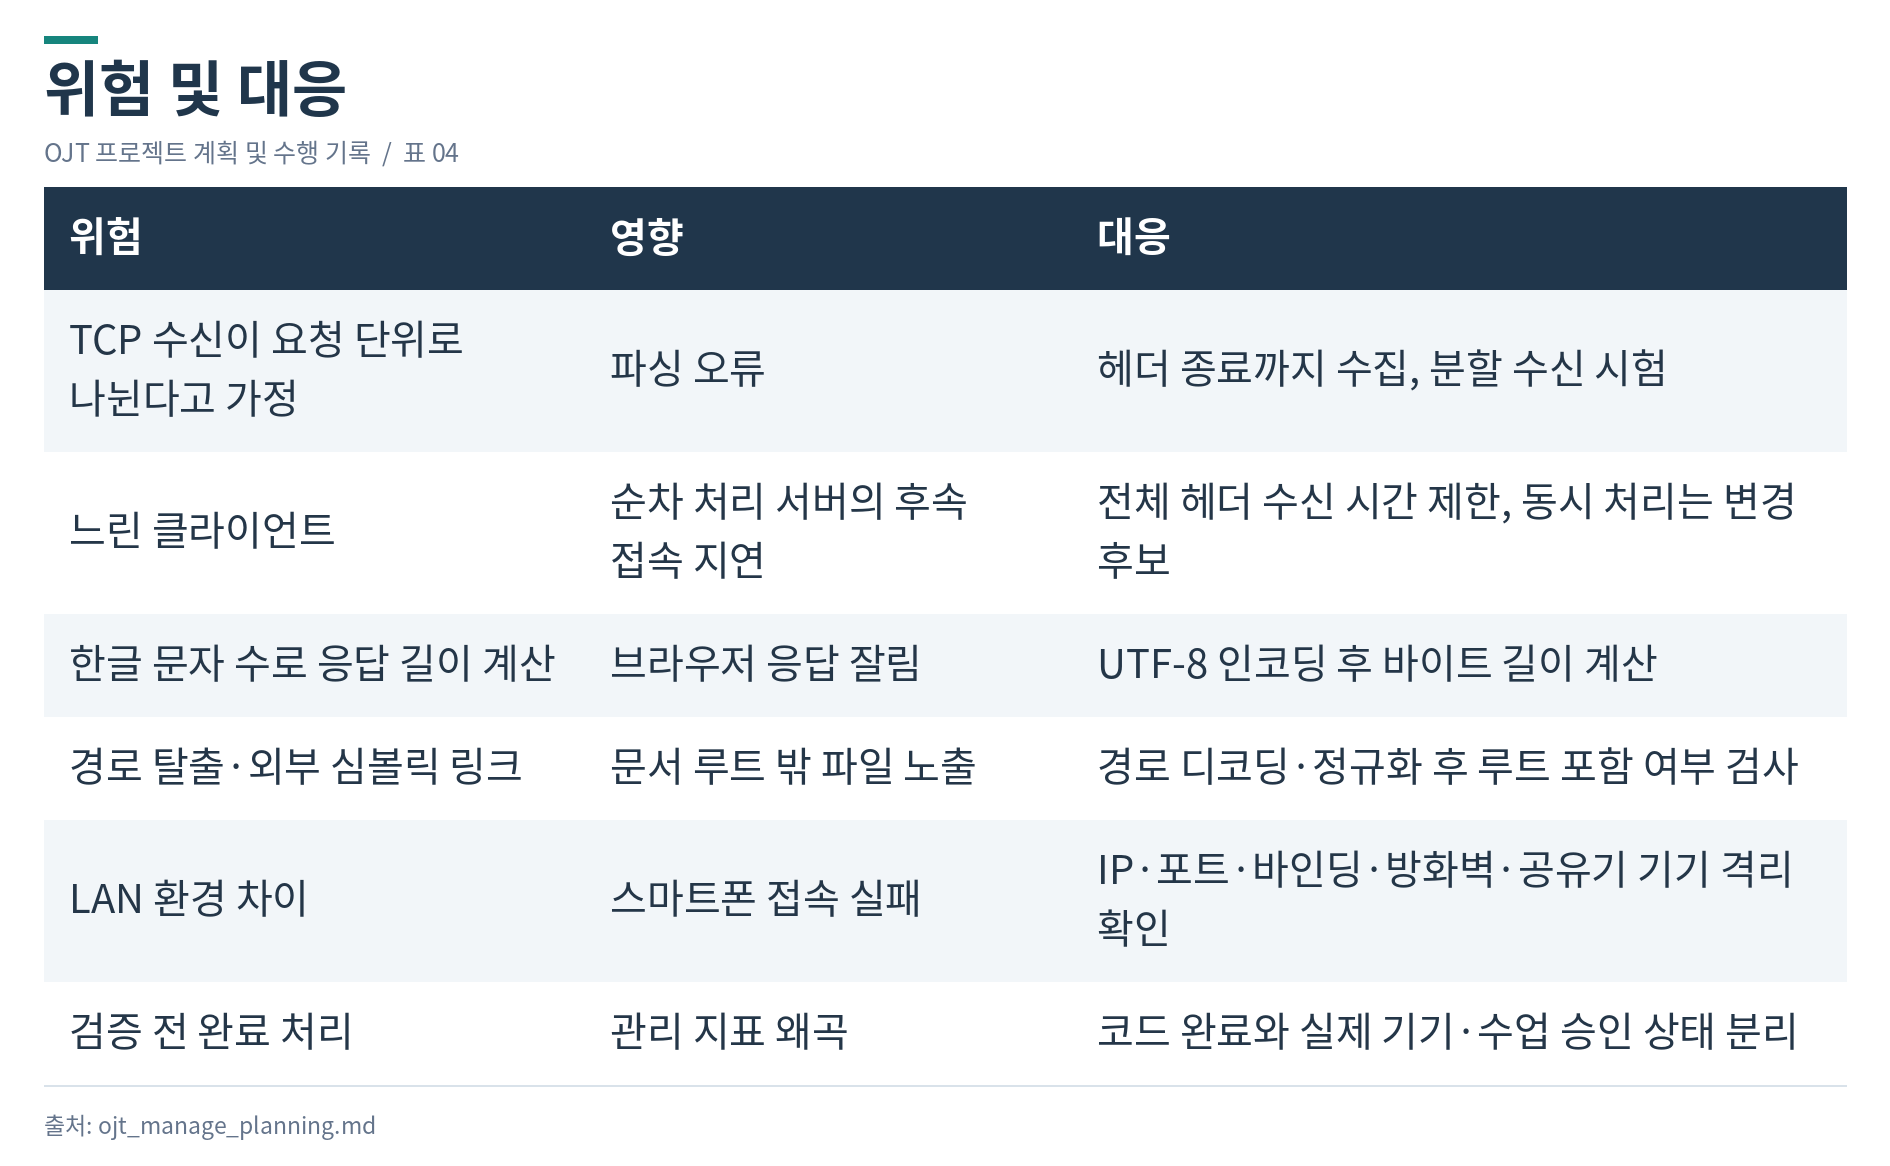 위험 및 대응
OJT 프로젝트 계획 및 수행 기록 / 표 04
위험 영향 대응
TCP 수신이 요청 단위로
나뉜다고 가정
파싱 오류
헤더 종료까지 수집, 분할 수신 시험
느린 클라이언트
순차 처리 서버의 후속
접속 지연
전체 헤더 수신 시간 제한, 동시 처리는 변경
후보
한글 문자 수로 응답 길이 계산 브라우저 응답 잘림 UTF-8 인코딩 후 바이트 길이 계산
경로 탈출·외부 심볼릭 링크 문서 루트 밖 파일 노출 경로 디코딩·정규화 후 루트 포함 여부 검사
LAN 환경 차이 스마트폰 접속 실패
IP·포트·바인딩·방화벽·공유기 기기 격리
확인
검증 전 완료 처리 관리 지표 왜곡 코드 완료와 실제 기기·수업 승인 상태 분리
출처: ojt_manage_planning.md